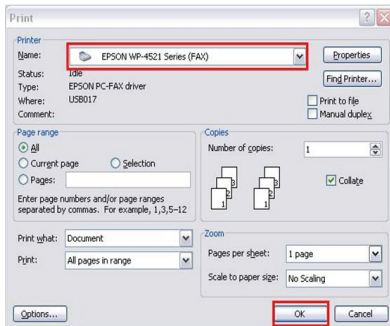 Print
Printer
Name: EPSON WP-4521 Series (FAX) Properties
Status: Idle Find Printer...
Type: EPSON PC-FAX driver
Where: USB017 Print to file
Comment: Manual duplex
Page range
All
Current page Selection
Pages:
Enter page numbers and/or page ranges
separated by commas. For example, 1,3,5–12
Copies
Number of copies: 1
Collate
Print what: Document
Print: All pages in range
Zoom
Pages per sheet: 1 page
Scale to paper size: No Scaling
Options... OK Cancel